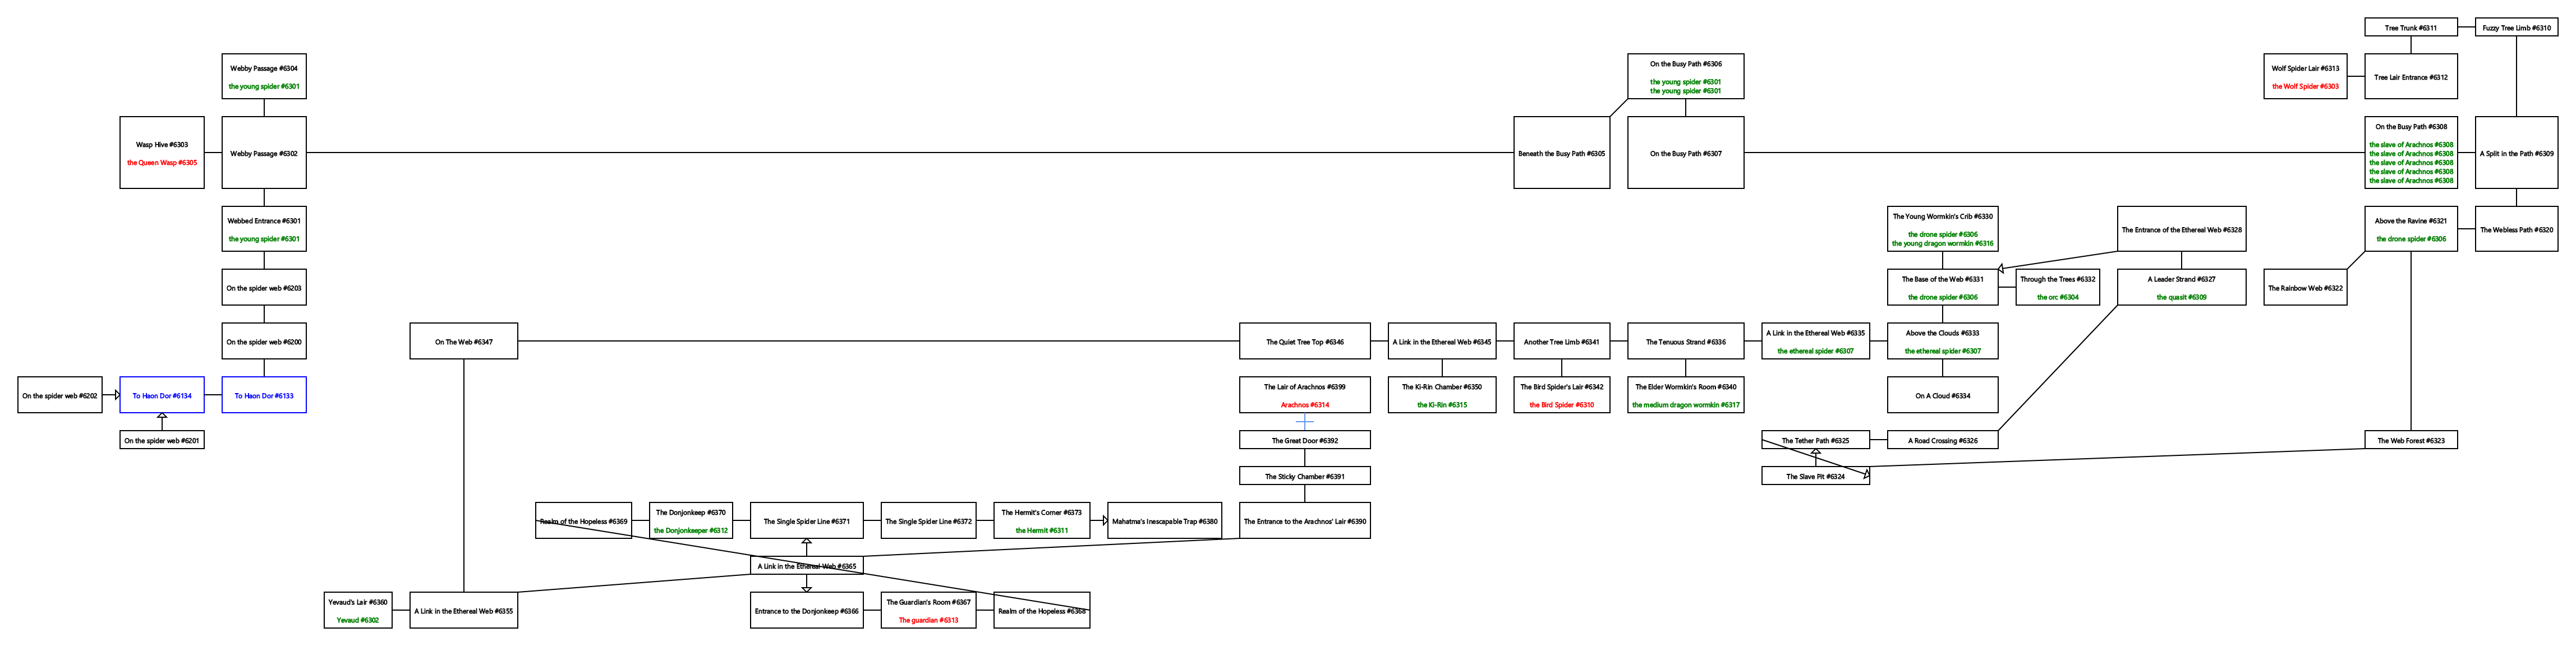 Tree Trunk #6311
Fuzzy Tree Limb #6310
Webby Passage #6304
the young spider #6301
On the Busy Path #6306
the young spider #6301
the young spider #6301
Wolf Spider Lair #6313
the Wolf Spider #6303
Tree Lair Entrance #6312
Wasp Hive #6303
the Queen Wasp #6305
Webby Passage #6302
Beneath the Busy Path #6305
On the Busy Path #6307
On the Busy Path #6308
the slave of Arachnos #6308
the slave of Arachnos #6308
the slave of Arachnos #6308
the slave of Arachnos #6308
the slave of Arachnos #6308
A Split in the Path #6309
Webbed Entrance #6301
the young spider #6301
The Young Wormkin's Crib #6330
the drone spider #6306
the young dragon wormkin #6316
The Entrance of the Ethereal Web #6328
Above the Ravine #6321
the drone spider #6306
The Webless Path #6320
On the spider web #6203
The Base of the Web #6331
the drone spider #6306
Through the Trees #6332
the orc #6304
A Leader Strand #6327
the quasit #6309
The Rainbow Web #6322
On the spider web #6200
On The Web #6347
The Quiet Tree Top #6346
A Link in the Ethereal Web #6345
Another Tree Limb #6341
The Tenuous Strand #6336
A Link in the Ethereal Web #6335
the ethereal spider #6307
Above the Clouds #6333
the ethereal spider #6307
On the spider web #6202
To Haon Dor #6134
To Haon Dor #6133
The Lair of Arachnos #6399
Arachnos #6314
The Ki-Rin Chamber #6350
the Ki-Rin #6315
The Bird Spider's Lair #6342
the Bird Spider #6310
The Elder Wormkin's Room #6340
the medium dragon wormkin #6317
On A Cloud #6334
On the spider web #6201
The Great Door #6392
The Tether Path #6325
A Road Crossing #6326
The Web Forest #6323
The Sticky Chamber #6391
The Slave Pit #6324
Realm of the Hopeless #6369
The Donjonkeep #6370
the Donjonkeeper #6312
The Single Spider Line #6371
The Single Spider Line #6372
The Hermit's Corner #6373
the Hermit #6311
Mahatma's Inescapable Trap #6380
The Entrance to the Arachnos' Lair #6390
A Link in the Ethereal Web #6365
Yevaud's Lair #6360
Yevaud #6302
A Link in the Ethereal Web #6355
Entrance to the Donjonkeep #6366
The Guardian's Room #6367
The guardian #6313
Realm of the Hopeless #6368